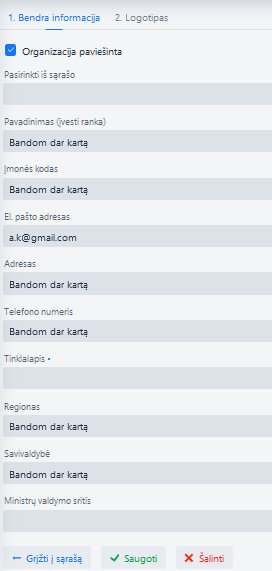 1. Bendra informacija 2. Logotipas
Organizacija paviešinta
Pasirinkti iš sąrašo
Pavadinimas (įvesti ranka)
Bandom dar kartą
Įmonės kodas
Bandom dar kartą
El. pašto adresas
a.k@gmail.com
Adresas
Bandom dar kartą
Telefono numeris
Bandom dar kartą
Tinklalapis •
Regionas
Bandom dar kartą
Savivaldybė
Bandom dar kartą
Ministrų valdymo sritis
Grįžti į sąrašą Saugoti Šalinti